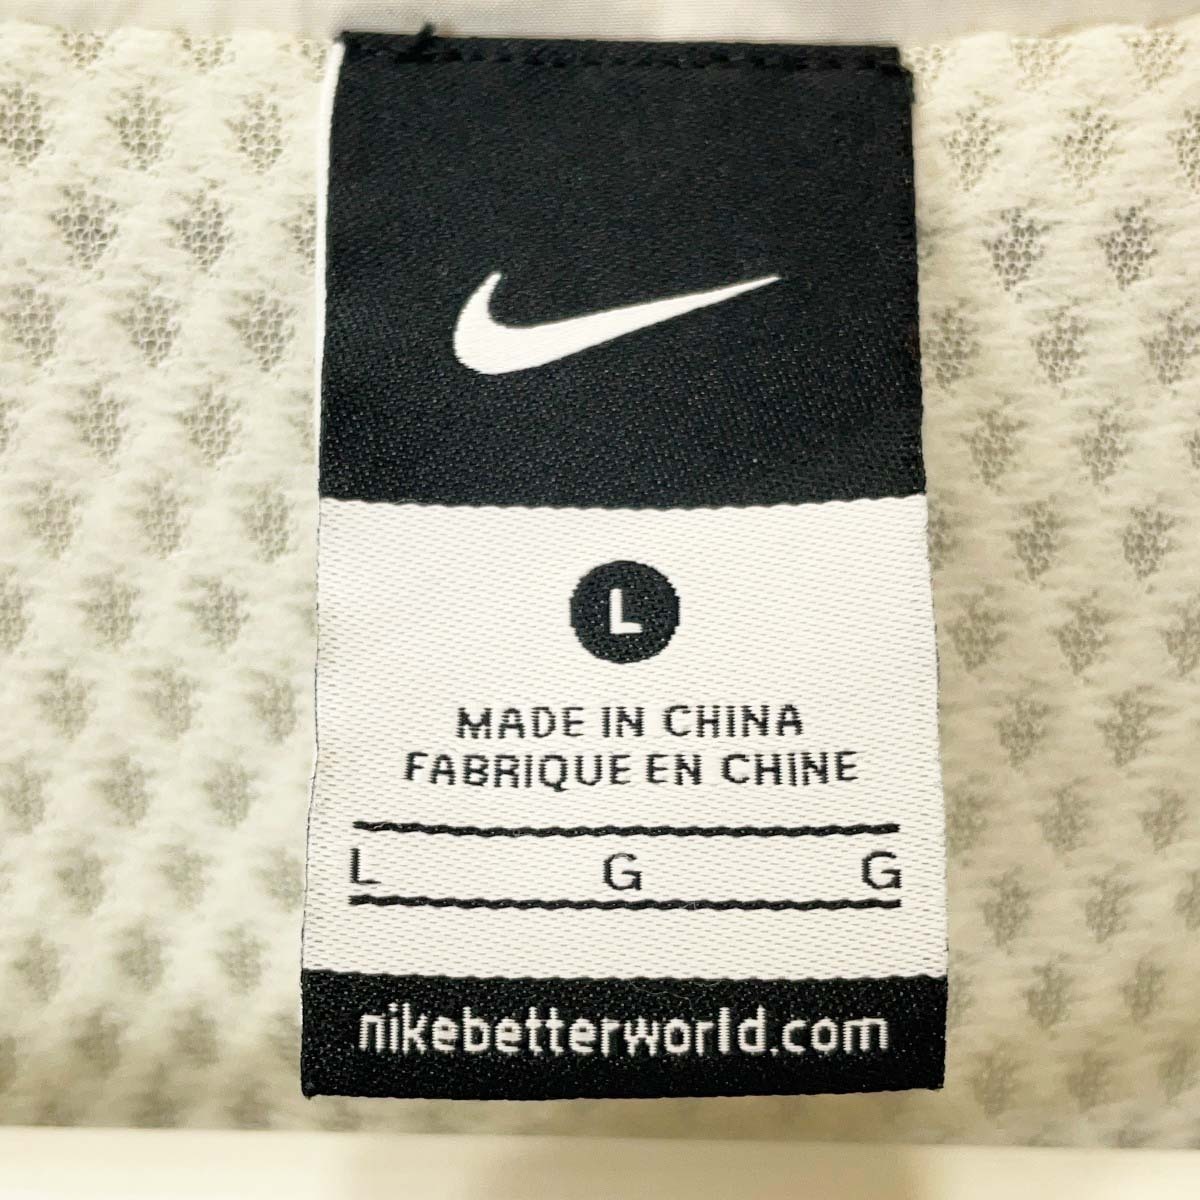 L
MADE IN CHINA
FABRIQUE EN CHINE
L G G
nikebetterworld.com